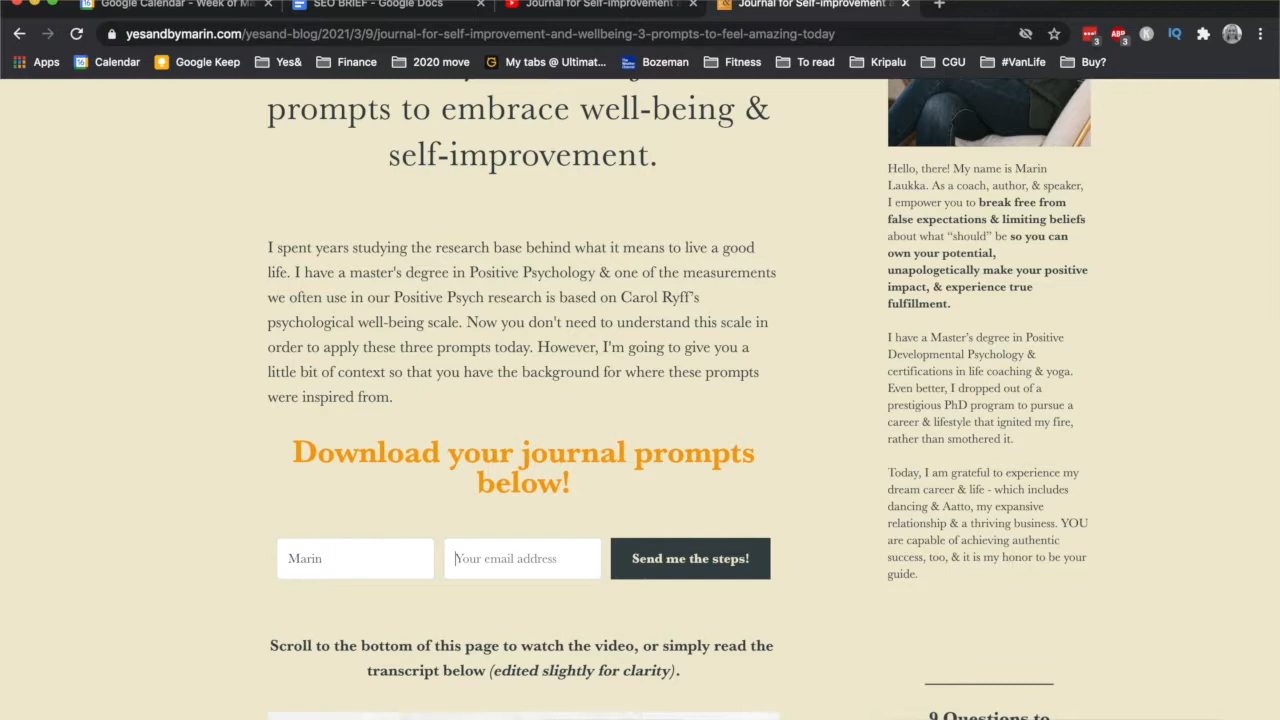 Google Calendar - Week of Ma
SEO BRIEF - Google Docs
Journal for Self-improvement a
Journal for Self-improvement a
yesandbymarin.com/yesand-blog/2021/3/9/journal-for-self-improvement-and-wellbeing-3-prompts-to-feel-amazing-today
3
ABP
3
K
IQ
Apps
Calendar
Google Keep
Yes&
Finance
2020 move
My tabs @ Ultimat...
Bozeman
Fitness
To read
Kripalu
CGU
#VanLife
Buy?
prompts to embrace well-being &
self-improvement.
I spent years studying the research base behind what it means to live a good
life. I have a master's degree in Positive Psychology & one of the measurements
we often use in our Positive Psych research is based on Carol Ryff’s
psychological well-being scale. Now you don't need to understand this scale in
order to apply these three prompts today. However, I'm going to give you a
little bit of context so that you have the background for where these prompts
were inspired from.
Download your journal prompts
below!
Marin
Your email address
Send me the steps!
Scroll to the bottom of this page to watch the video, or simply read the
transcript below (edited slightly for clarity).
Hello, there! My name is Marin
Laukka. As a coach, author, & speaker,
I empower you to break free from
false expectations & limiting beliefs
about what “should” be so you can
own your potential,
unapologetically make your positive
impact, & experience true
fulfillment.
I have a Master’s degree in Positive
Developmental Psychology &
certifications in life coaching & yoga.
Even better, I dropped out of a
prestigious PhD program to pursue a
career & lifestyle that ignited my fire,
rather than smothered it.
Today, I am grateful to experience my
dream career & life - which includes
dancing & Aatto, my expansive
relationship & a thriving business. YOU
are capable of achieving authentic
success, too, & it is my honor to be your
guide.
9 Questions to